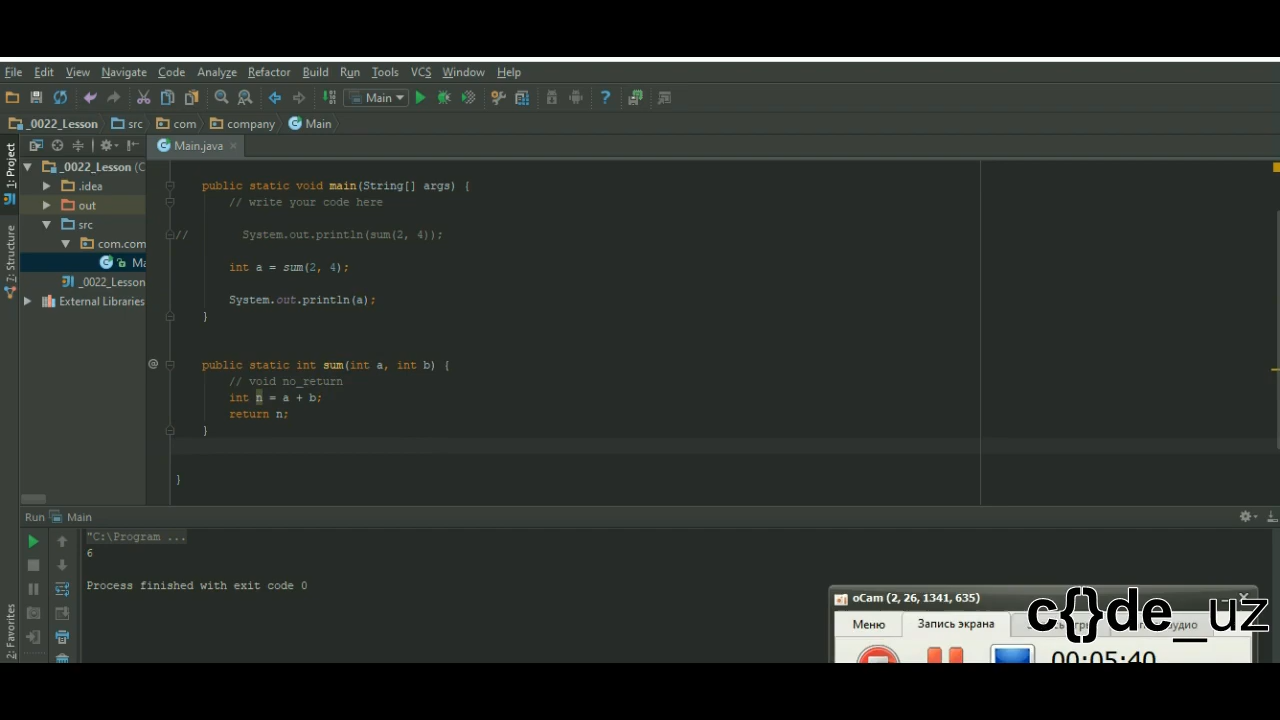 File Edit View Navigate Code Analyze Refactor Build Run Tools VCS Window Help
Main
_0022_Lesson src com company Main
1: Project
Main.java
_0022_Lesson (C
.idea
out
src
com.com
Ma
_0022_Lesson
External Libraries
7: Structure
2: Favorites
public static void main(String[] args) {
// write your code here
// System.out.println(sum(2, 4));
int a = sum(2, 4);
System.out.println(a);
}
public static int sum(int a, int b) {
// void no_return
int n = a + b;
return n;
}
}
Run Main
"C:\Program ...
6
Process finished with exit code 0
oCam (2, 26, 1341, 635)
Меню Запись экрана
00:05:40
c{}de_uz